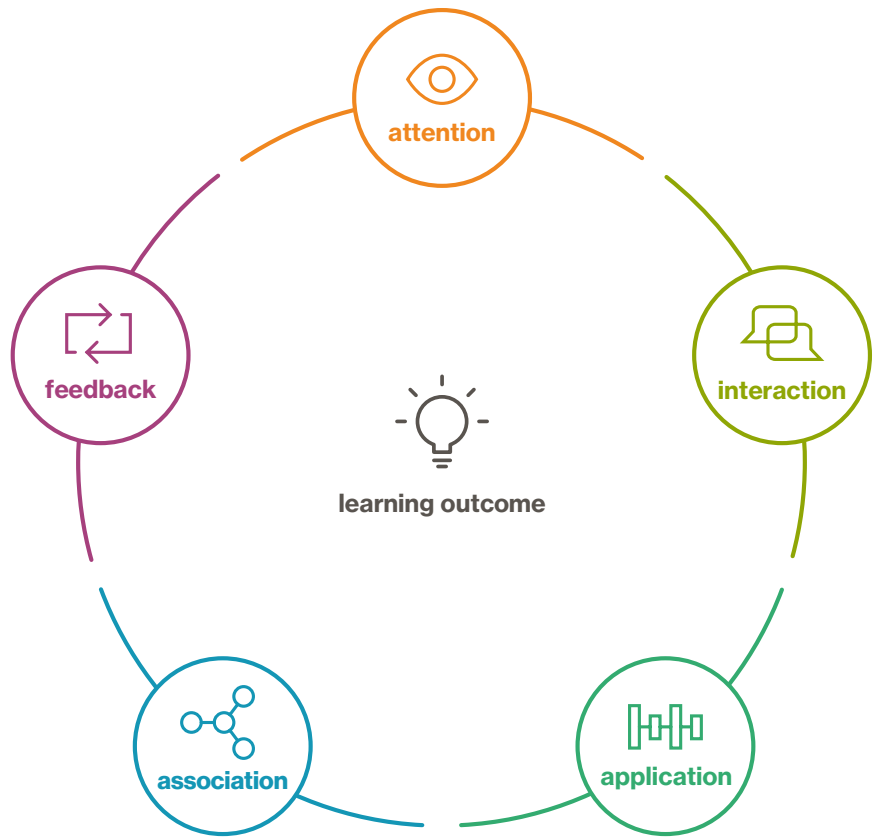 attention
interaction
application
association
feedback
learning outcome